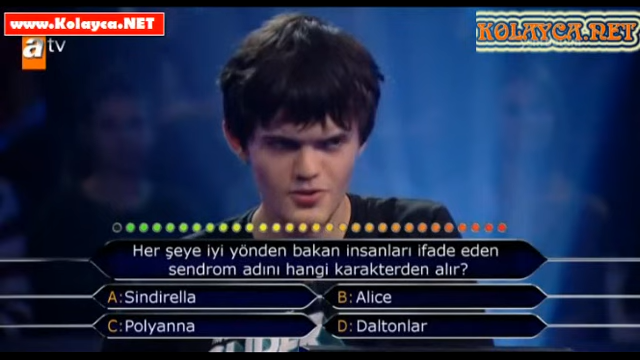 www.Kolayca.NET
KOLAYCA.NET
atv
Her şeye iyi yönden bakan insanları ifade eden
sendrom adını hangi karakterden alır?
A:Sindirella
B:Alice
C:Polyanna
D:Daltonlar